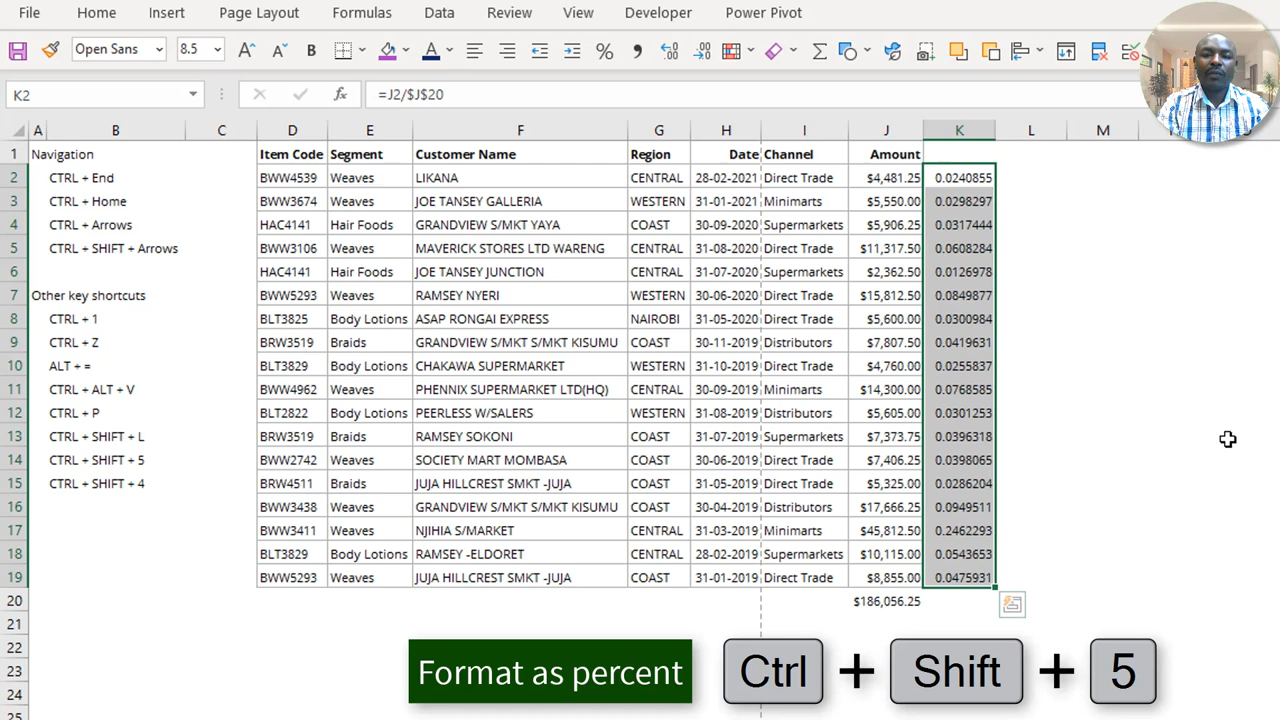 File Home Insert Page Layout Formulas Data Review View Developer Power Pivot
Open Sans 8.5 A A B A % ,
K2 fx =J2/$J$20
A B C D E F G H I J K L M
1 Navigation Item Code Segment Customer Name Region Date Channel Amount
2 CTRL + End BWW4539 Weaves LIKANA CENTRAL 28-02-2021 Direct Trade $4,481.25 0.0240855
3 CTRL + Home BWW3674 Weaves JOE TANSEY GALLERIA WESTERN 31-01-2021 Minimarts $5,550.00 0.0298297
4 CTRL + Arrows HAC4141 Hair Foods GRANDVIEW S/MKT YAYA COAST 30-09-2020 Supermarkets $5,906.25 0.0317444
5 CTRL + SHIFT + Arrows BWW3106 Weaves MAVERICK STORES LTD WARENG CENTRAL 31-08-2020 Direct Trade $11,317.50 0.0608284
6 HAC4141 Hair Foods JOE TANSEY JUNCTION CENTRAL 31-07-2020 Supermarkets $2,362.50 0.0126978
7 Other key shortcuts BWW5293 Weaves RAMSEY NYERI WESTERN 30-06-2020 Direct Trade $15,812.50 0.0849877
8 CTRL + 1 BLT3825 Body Lotions ASAP RONGAI EXPRESS NAIROBI 31-05-2020 Direct Trade $5,600.00 0.0300984
9 CTRL + Z BRW3519 Braids GRANDVIEW S/MKT S/MKT KISUMU COAST 30-11-2019 Distributors $7,807.50 0.0419631
10 ALT + = BLT3829 Body Lotions CHAKAWA SUPERMARKET WESTERN 31-10-2019 Direct Trade $4,760.00 0.0255837
11 CTRL + ALT + V BWW4962 Weaves PHENNIX SUPERMARKET LTD(HQ) CENTRAL 30-09-2019 Minimarts $14,300.00 0.0768585
12 CTRL + P BLT2822 Body Lotions PEERLESS W/SALERS WESTERN 31-08-2019 Distributors $5,605.00 0.0301253
13 CTRL + SHIFT + L BRW3519 Braids RAMSEY SOKONI COAST 31-07-2019 Supermarkets $7,373.75 0.0396318
14 CTRL + SHIFT + 5 BWW2742 Weaves SOCIETY MART MOMBASA COAST 30-06-2019 Direct Trade $7,406.25 0.0398065
15 CTRL + SHIFT + 4 BRW4511 Braids JUJA HILLCREST SMKT -JUJA COAST 31-05-2019 Direct Trade $5,325.00 0.0286204
16 BWW3438 Weaves GRANDVIEW S/MKT S/MKT KISUMU COAST 30-04-2019 Distributors $17,666.25 0.0949511
17 BWW3411 Weaves NJIHIA S/MARKET CENTRAL 31-03-2019 Minimarts $45,812.50 0.2462293
18 BLT3829 Body Lotions RAMSEY -ELDORET CENTRAL 28-02-2019 Supermarkets $10,115.00 0.0543653
19 BWW5293 Weaves JUJA HILLCREST SMKT -JUJA COAST 31-01-2019 Direct Trade $8,855.00 0.0475931
20 $186,056.25
21
22
23
24
25
Format as percent Ctrl + Shift + 5